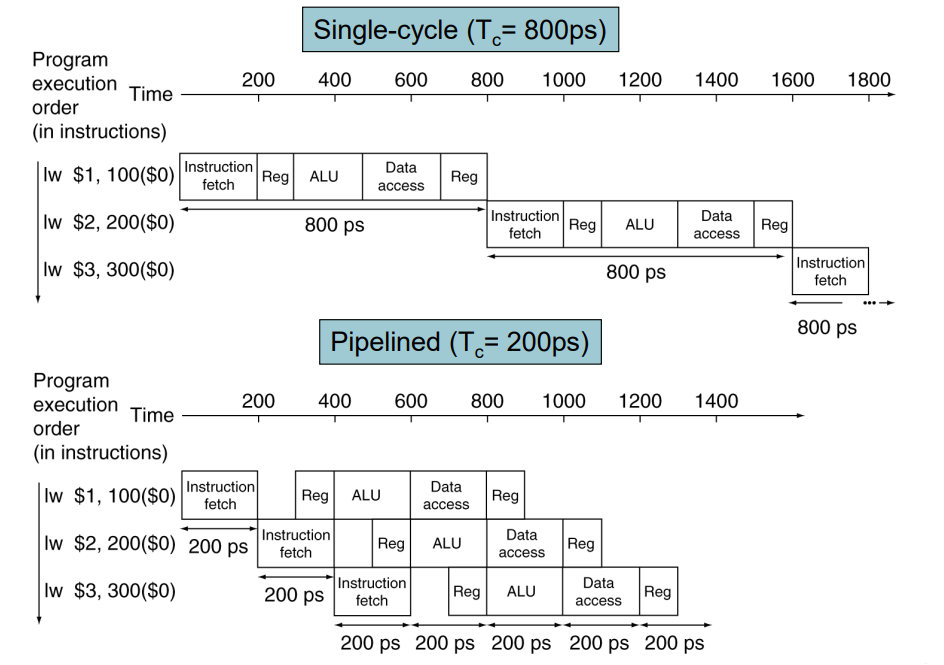 Single-cycle (Tc= 800ps)
Program
execution
order
(in instructions)
Time
200 400 600 800 1000 1200 1400 1600 1800
lw $1, 100($0)
Instruction
fetch
Reg
ALU
Data
access
Reg
800 ps
lw $2, 200($0)
Instruction
fetch
Reg
ALU
Data
access
Reg
800 ps
lw $3, 300($0)
Instruction
fetch
...
800 ps
Pipelined (Tc= 200ps)
Program
execution
order
(in instructions)
Time
200 400 600 800 1000 1200 1400
lw $1, 100($0)
Instruction
fetch
Reg
ALU
Data
access
Reg
200 ps
lw $2, 200($0)
Instruction
fetch
Reg
ALU
Data
access
Reg
200 ps
lw $3, 300($0)
Instruction
fetch
Reg
ALU
Data
access
Reg
200 ps 200 ps 200 ps 200 ps 200 ps